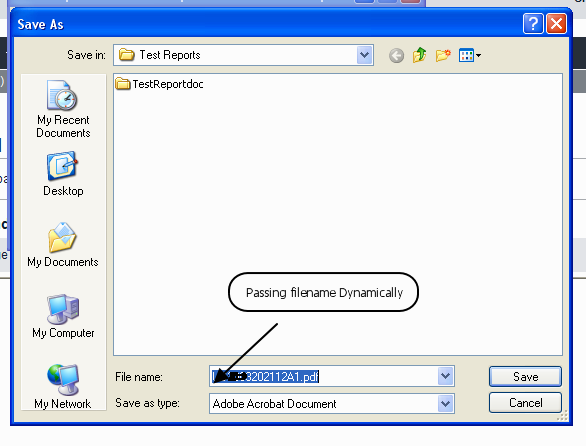 Save As
Save in:
Test Reports
TestReportdoc
My Recent
Documents
Desktop
My Documents
My Computer
My Network
Passing filename Dynamically
File name:
3202112A1.pdf
Save
Save as type:
Adobe Acrobat Document
Cancel